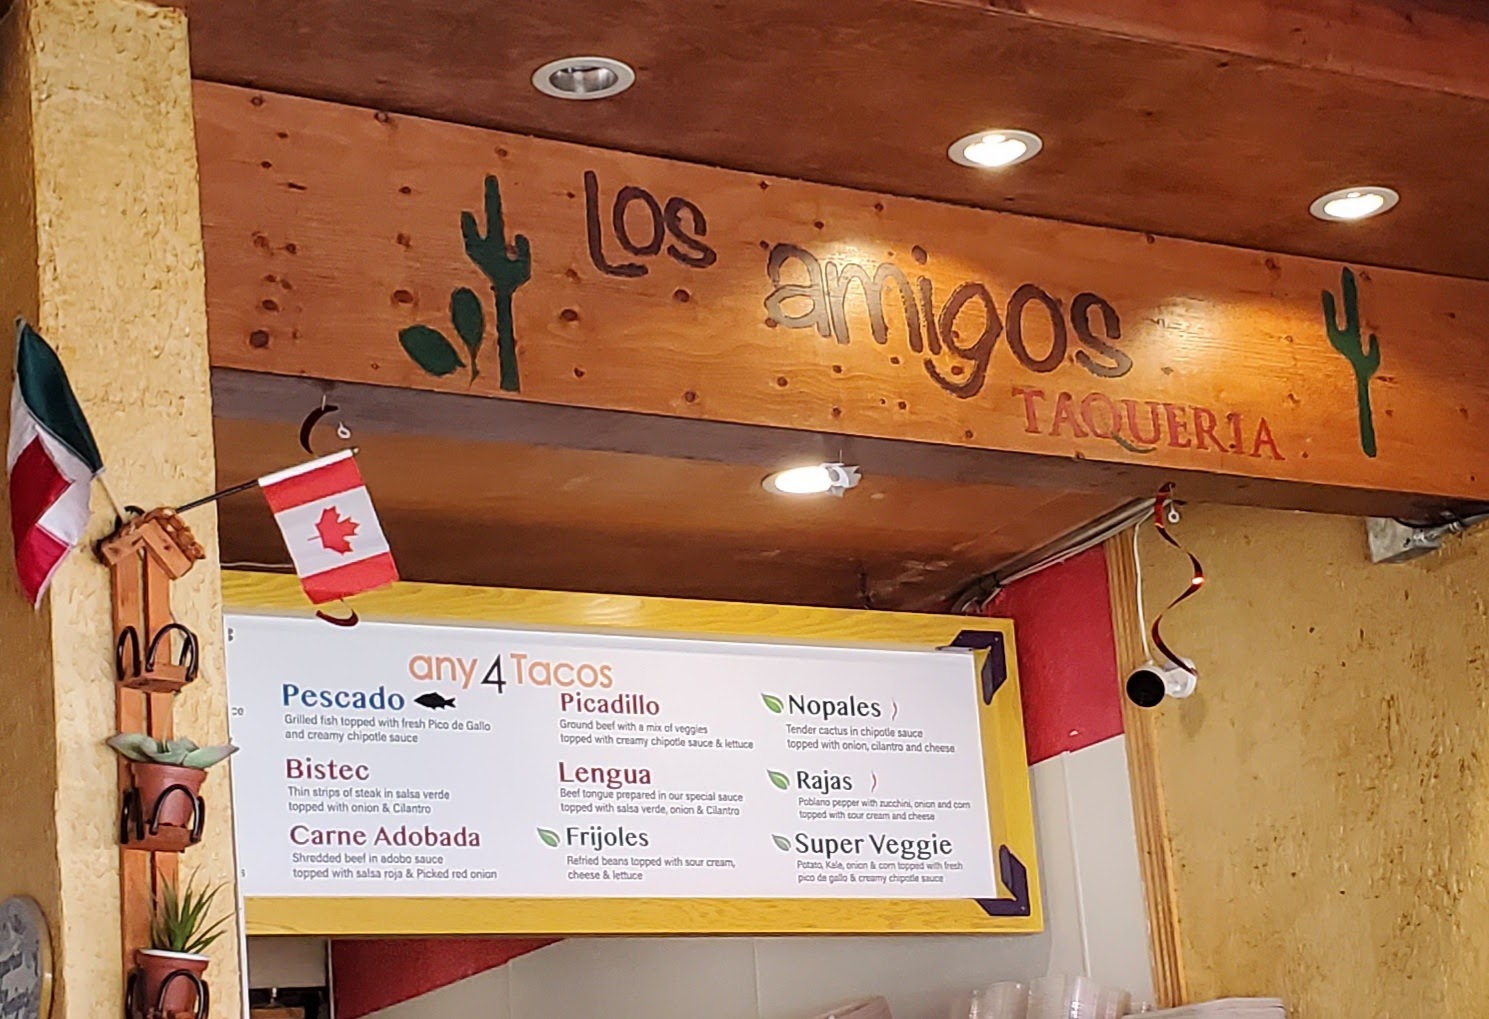 Los
amigos
TAQUERIA
any 4 Tacos
Pescado
Grilled fish topped with fresh Pico de Gallo
and creamy chipotle sauce
Bistec
Thin strips of steak in salsa verde
topped with onion & Cilantro
Carne Adobada
Shredded beef in adobo sauce
topped with salsa roja & Picked red onion
Picadillo
Ground beef with a mix of veggies
topped with creamy chipotle sauce & lettuce
Lengua
Beef tongue prepared in our special sauce
topped with salsa verde, onion & Cilantro
Frijoles
Refried beans topped with sour cream,
cheese & lettuce
Nopales
Tender cactus in chipotle sauce
topped with onion, cilantro and cheese
Rajas
Poblano pepper with zucchini, onion and corn
topped with sour cream and cheese
Super Veggie
Potato, Kale, onion & corn topped with fresh
pico de gallo & creamy chipotle sauce